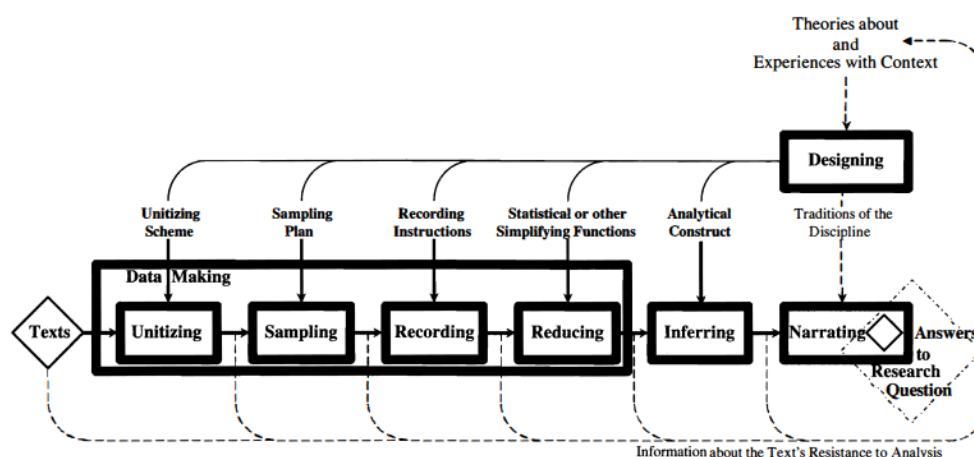 Theories about
and
Experiences with Context
Designing
Unitizing
Scheme
Sampling
Plan
Recording
Instructions
Statistical or other
Simplifying Functions
Analytical
Construct
Traditions of the
Discipline
Data Making
Texts
Unitizing
Sampling
Recording
Reducing
Inferring
Narrating
Answers
to
Research
Question
Information about the Text's Resistance to Analysis